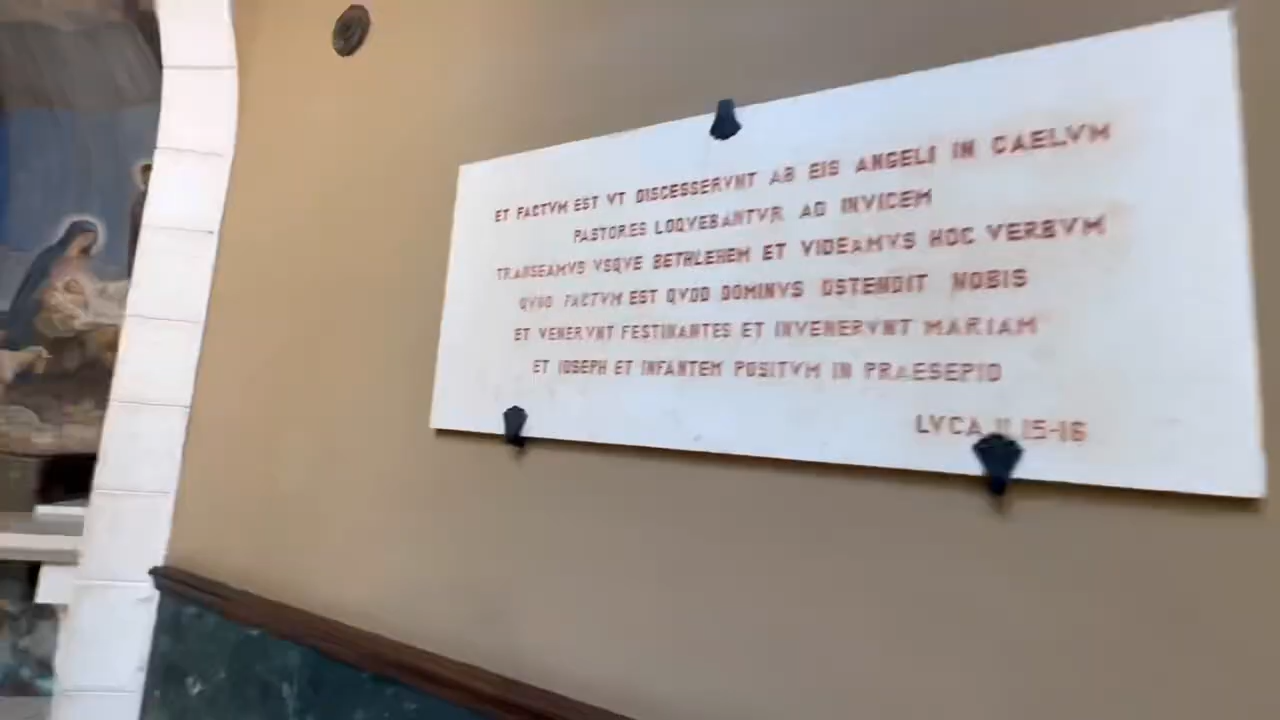 ET FACTVM EST VT DISCESSERVNT AB EIS ANGELI IN CAELVM
PASTORES LOQVEBANTVR AD INVICEM
TRANSEAMVS VSQVE BETHLEHEM ET VIDEAMVS HOC VERBVM
QVOD FACTVM EST QVOD DOMINVS OSTENDIT NOBIS
ET VENERVNT FESTINANTES ET INVENERVNT MARIAM
ET IOSEPH ET INFANTEM POSITVM IN PRAESEPIO
LVCA II 15-16